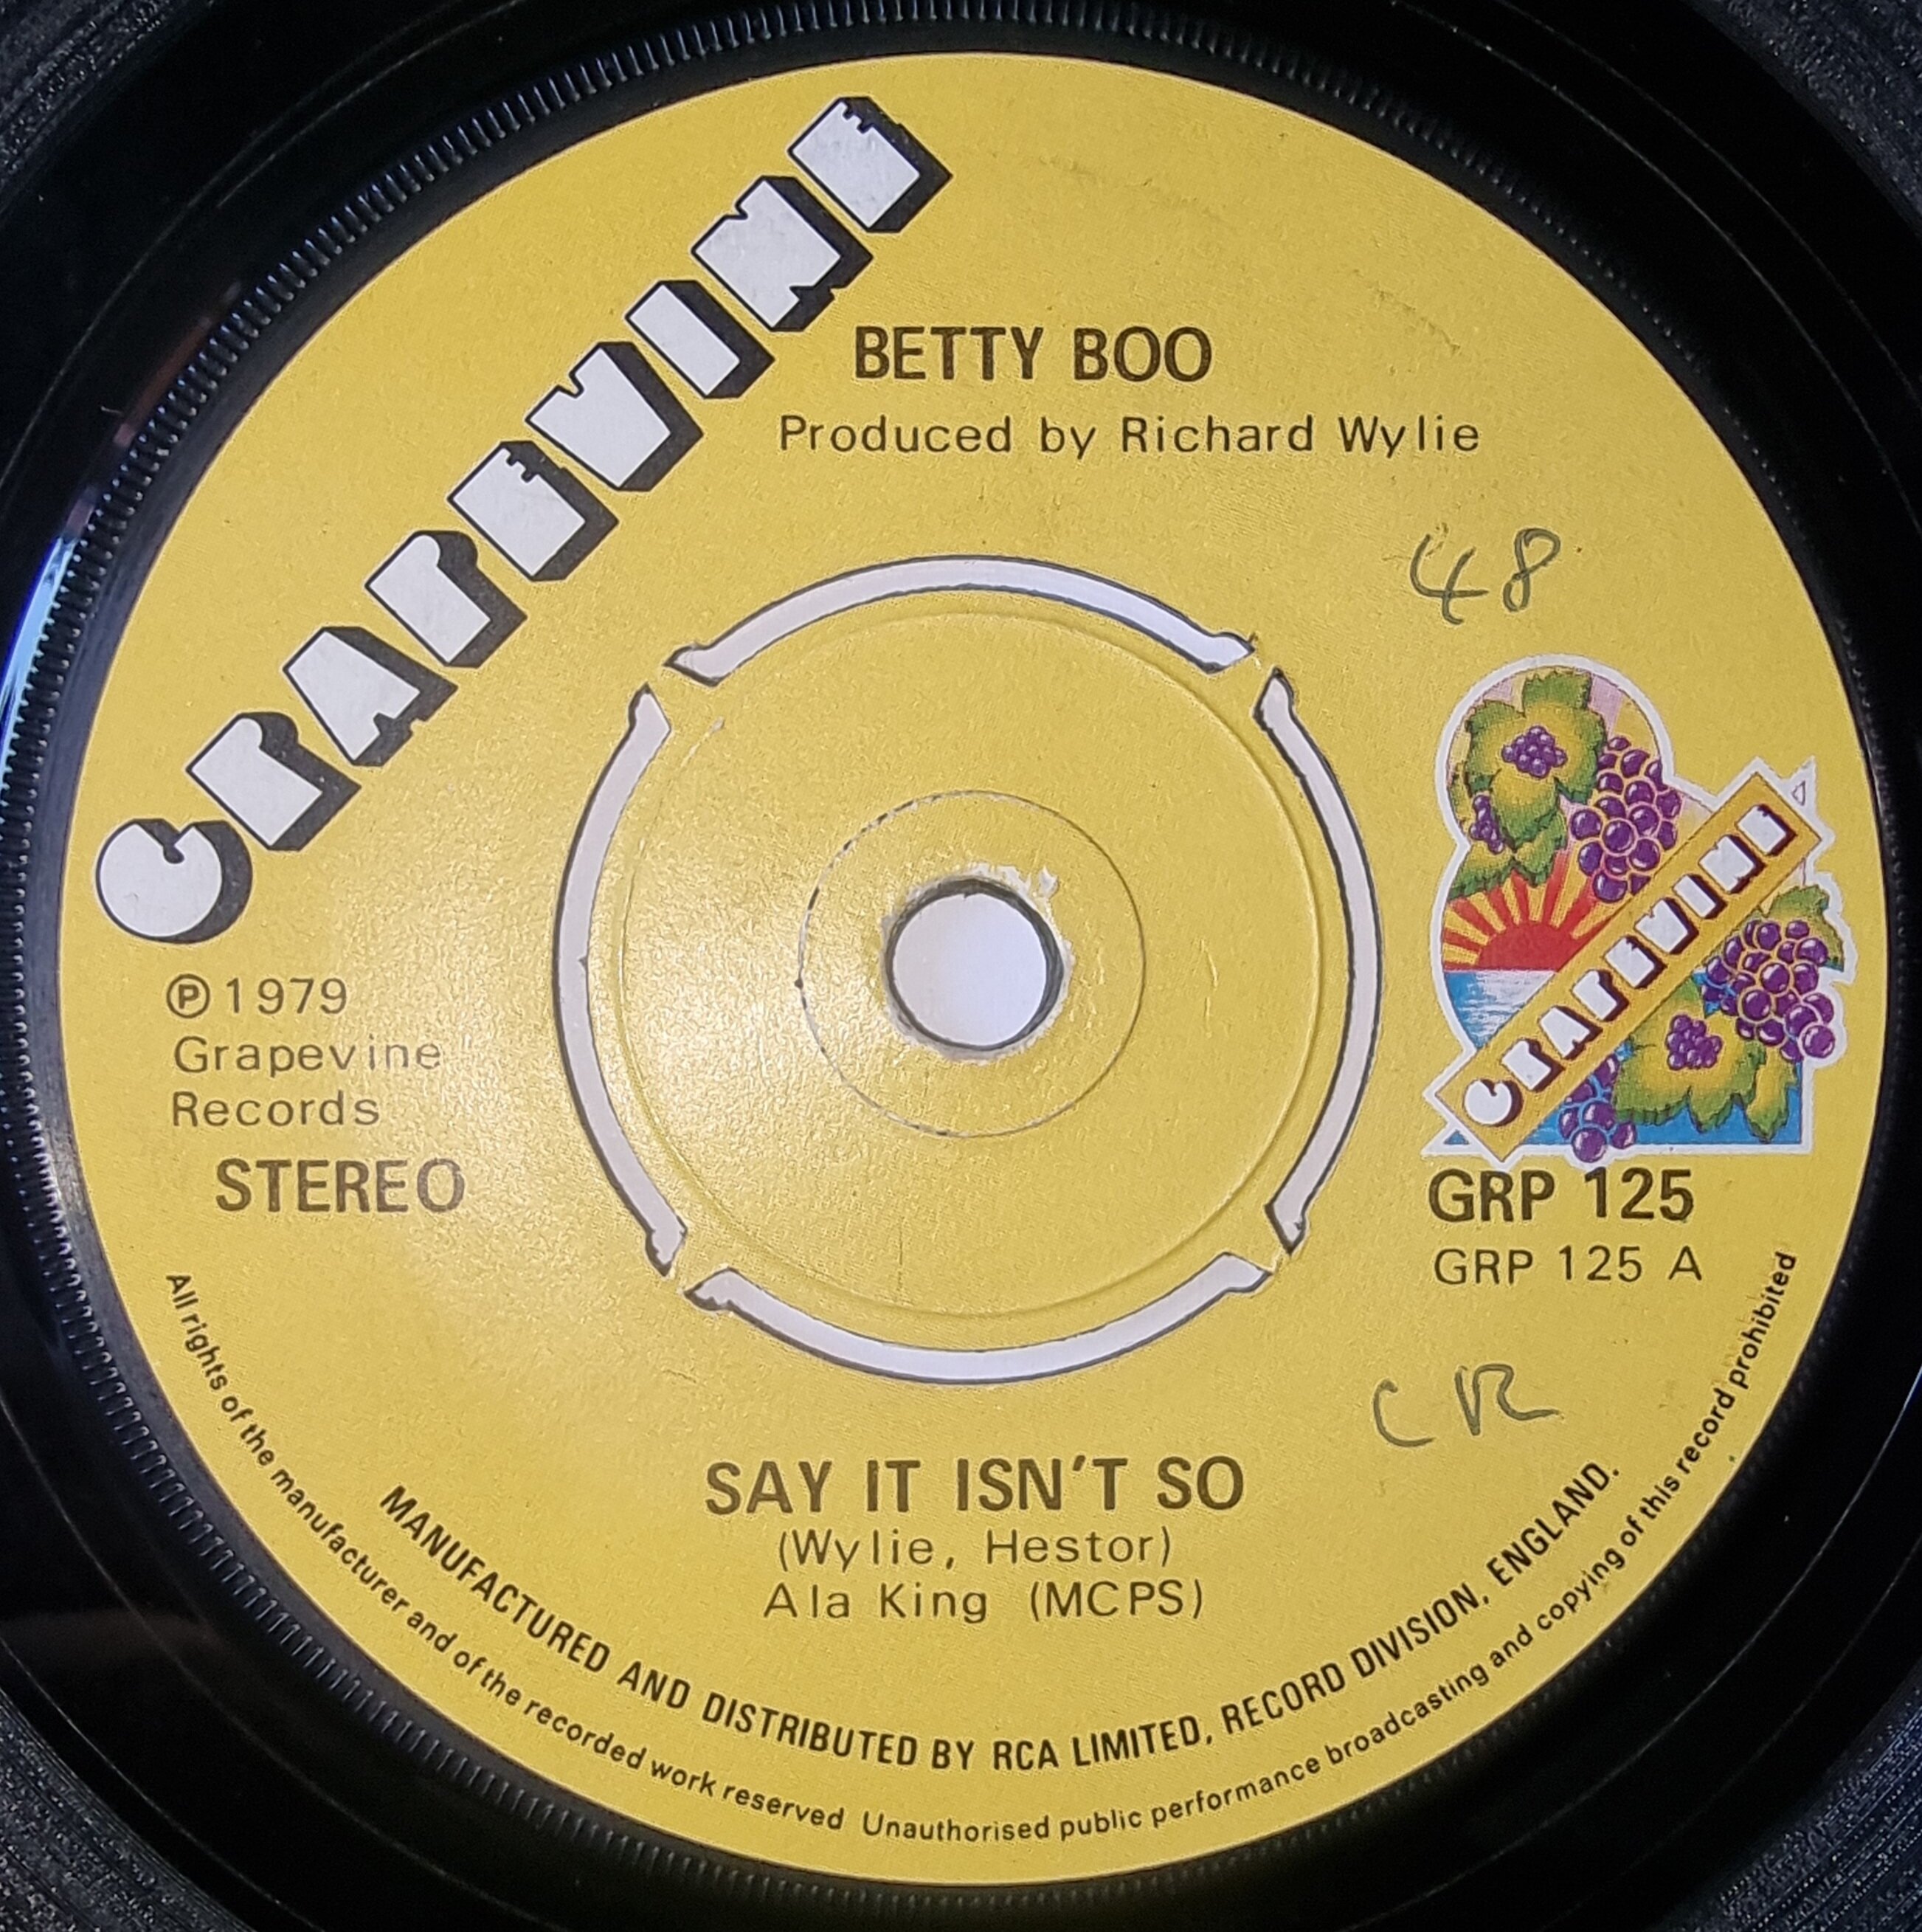 GRAPEVINE
BETTY BOO
Produced by Richard Wylie
48
GRAPEVINE
℗1979
Grapevine
Records
STEREO
GRP 125
GRP 125 A
CR
SAY IT ISN'T SO
(Wylie, Hestor)
Ala King (MCPS)
MANUFACTURED AND DISTRIBUTED BY RCA LIMITED, RECORD DIVISION, ENGLAND.
All rights of the manufacturer and of the recorded work reserved Unauthorised public performance broadcasting and copying of this record prohibited